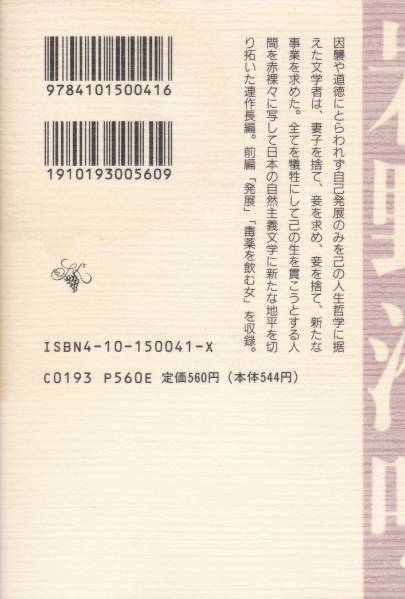 因襲や道徳にとらわれず自己発展のみを己の人生哲学に据
えた文学者は、妻子を捨て、妾を求め、妾を捨て、新たな
事業を求めた。全てを犠牲にして己の生を貫こうとする人
間を赤裸々に写して日本の自然主義文学に新たな地平を切
り拓いた連作長編。前編「発展」「毒薬を飲む女」を収録。
9784101500416
1910193005609
ISBN4-10-150041-X
C0193 P560E 定価560円(本体544円)
岩野泡鳴